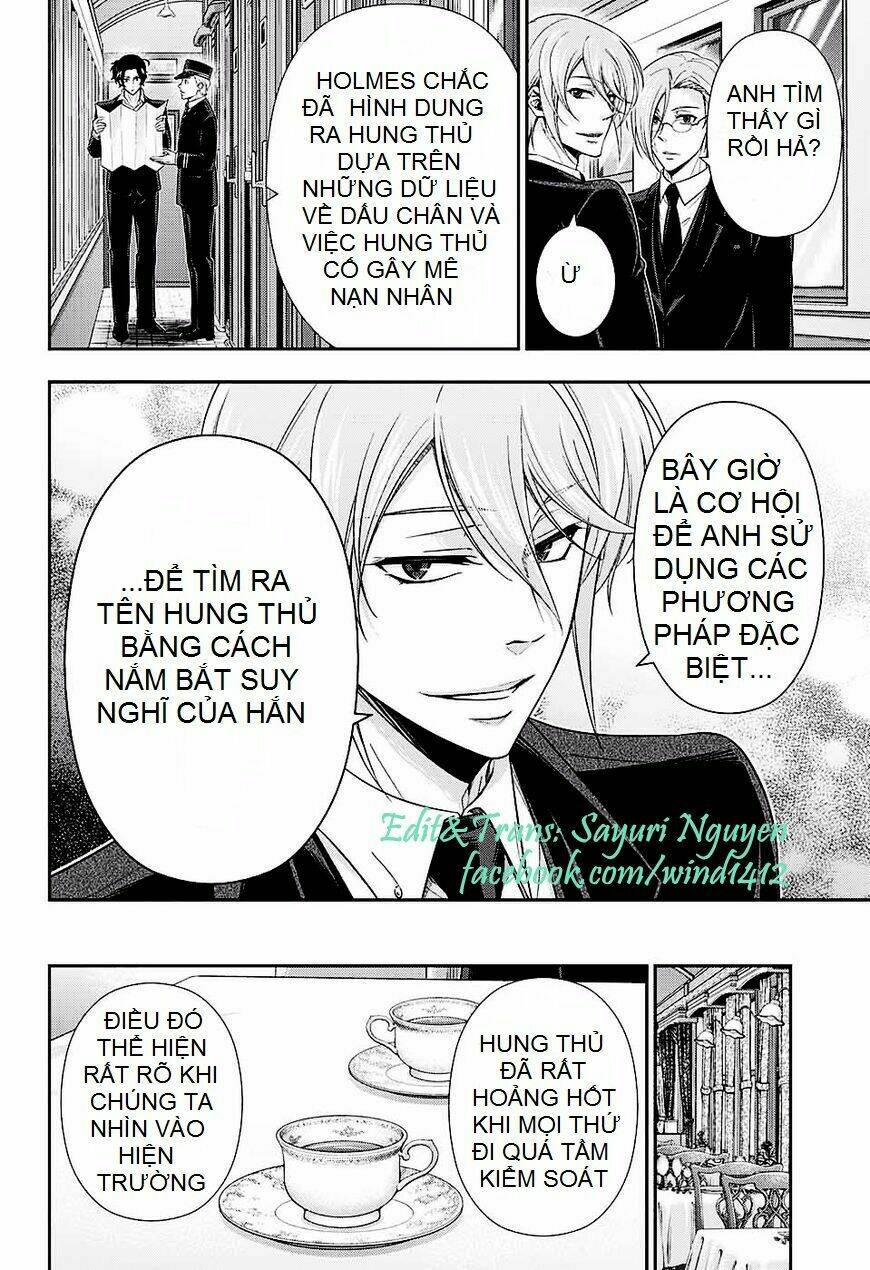 ANH TÌM
THẤY GÌ
RỒI HẢ?
Ừ
HOLMES CHẮC
ĐÃ HÌNH DUNG
RA HUNG THỦ
DỰA TRÊN
NHỮNG DỮ LIỆU
VỀ DẤU CHÂN VÀ
VIỆC HUNG THỦ
CỐ GÂY MÊ
NẠN NHÂN
BÂY GIỜ
LÀ CƠ HỘI
ĐỂ ANH SỬ
DỤNG CÁC
PHƯƠNG
PHÁP ĐẶC
BIỆT...
...ĐỂ TÌM RA
TÊN HUNG THỦ
BẰNG CÁCH
NẮM BẮT SUY
NGHĨ CỦA HẮN
Edit&Trans: Sayuri Nguyen
facebook.com/wind1412
HUNG THỦ
ĐÃ RẤT
HOẢNG HỐT
KHI MỌI THỨ
ĐI QUÁ TẦM
KIỂM SOÁT
ĐIỀU ĐÓ
THỂ HIỆN
RẤT RÕ KHI
CHÚNG TA
NHÌN VÀO
HIỆN
TRƯỜNG